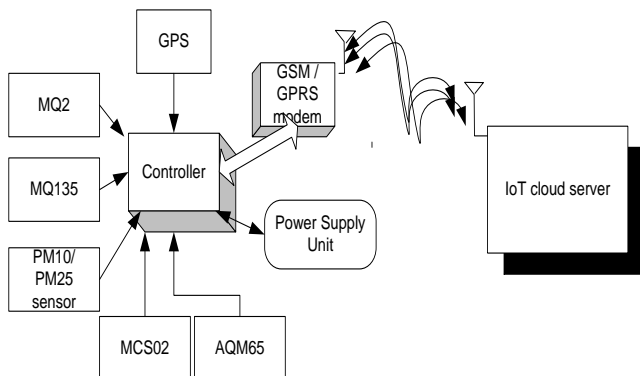 GPS
GSM /
GPRS
modem
MQ2
MQ135
Controller
IoT cloud server
PM10/
PM25
sensor
Power Supply
Unit
MCS02
AQM65